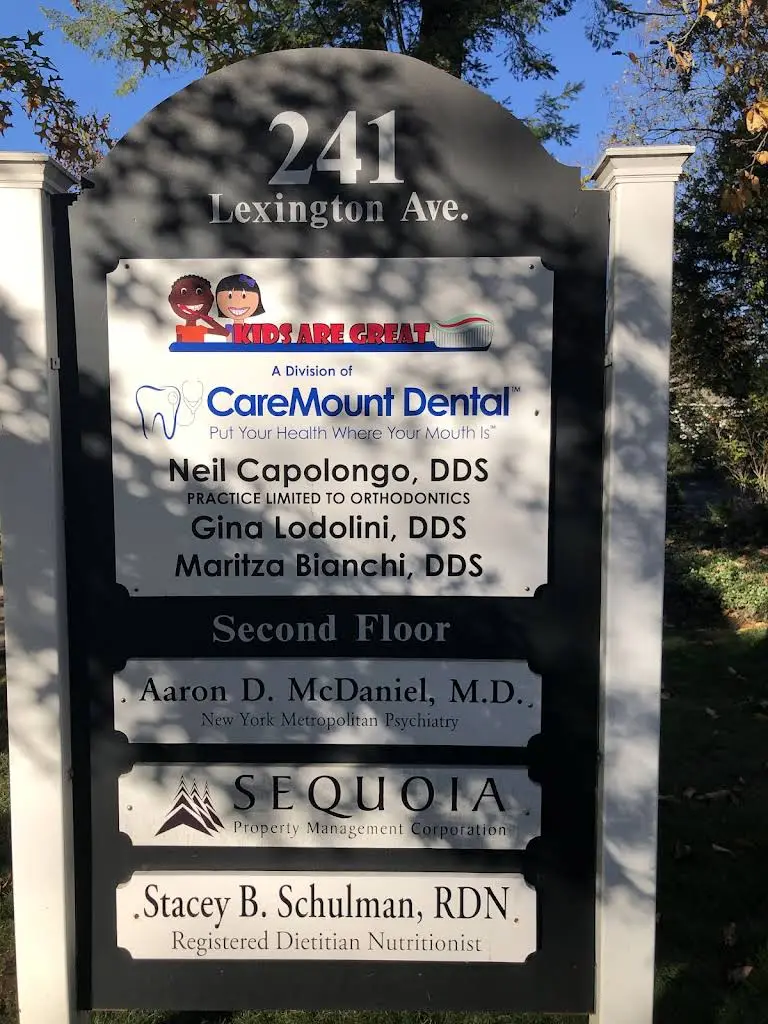 241
Lexington Ave.
KIDS ARE GREAT
A Division of
CareMount Dental™
Put Your Health Where Your Mouth Is™
Neil Capolongo, DDS
PRACTICE LIMITED TO ORTHODONTICS
Gina Lodolini, DDS
Maritza Bianchi, DDS
Second Floor
Aaron D. McDaniel, M.D.
New York Metropolitan Psychiatry
SEQUOIA
Property Management Corporation
Stacey B. Schulman, RDN
Registered Dietitian Nutritionist